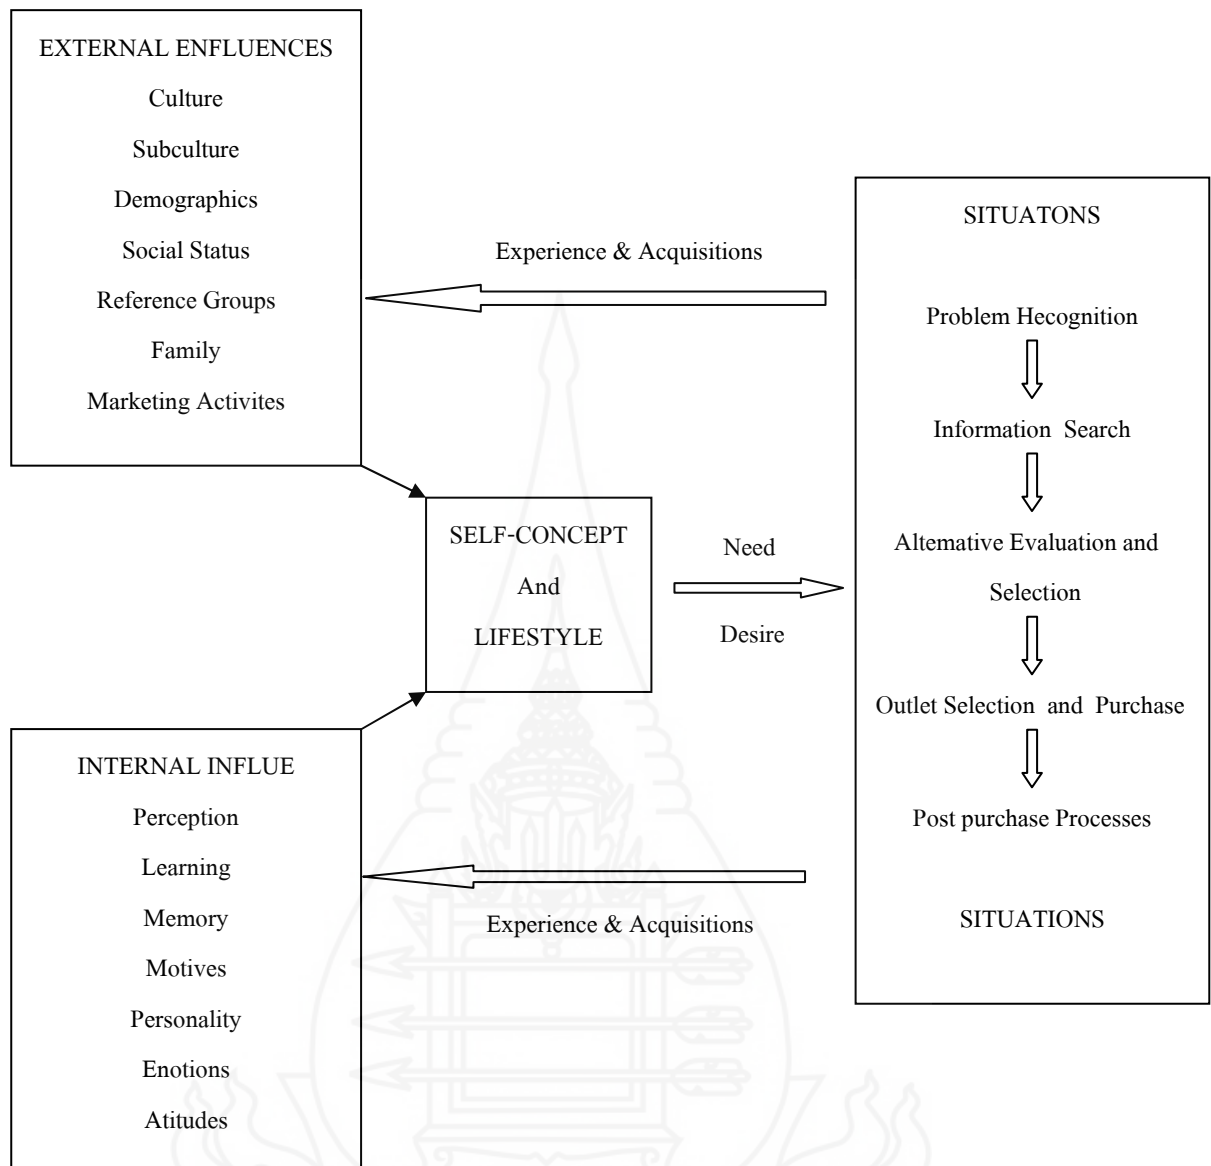 EXTERNAL ENFLUENCES
Culture
Subculture
Demographics
Social Status
Reference Groups
Family
Marketing Activites
Experience & Acquisitions
SELF-CONCEPT
And
LIFESTYLE
Need
Desire
SITUATONS
Problem Hecognition
Information Search
Altemative Evaluation and
Selection
Outlet Selection and Purchase
Post purchase Processes
SITUATIONS
INTERNAL INFLUE
Perception
Learning
Memory
Motives
Personality
Enotions
Atitudes
Experience & Acquisitions